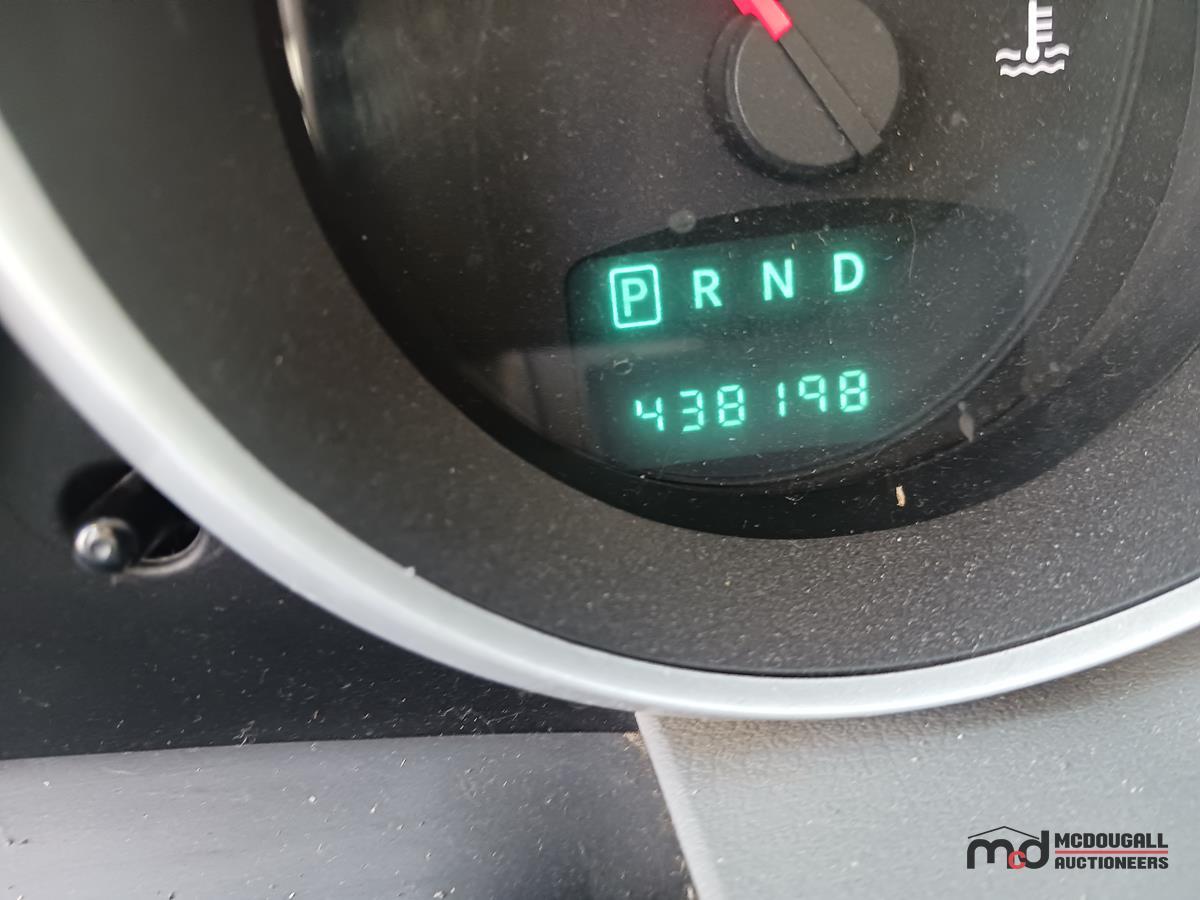 P R N D
438198
mcd MCDOUGALL
AUCTIONEERS